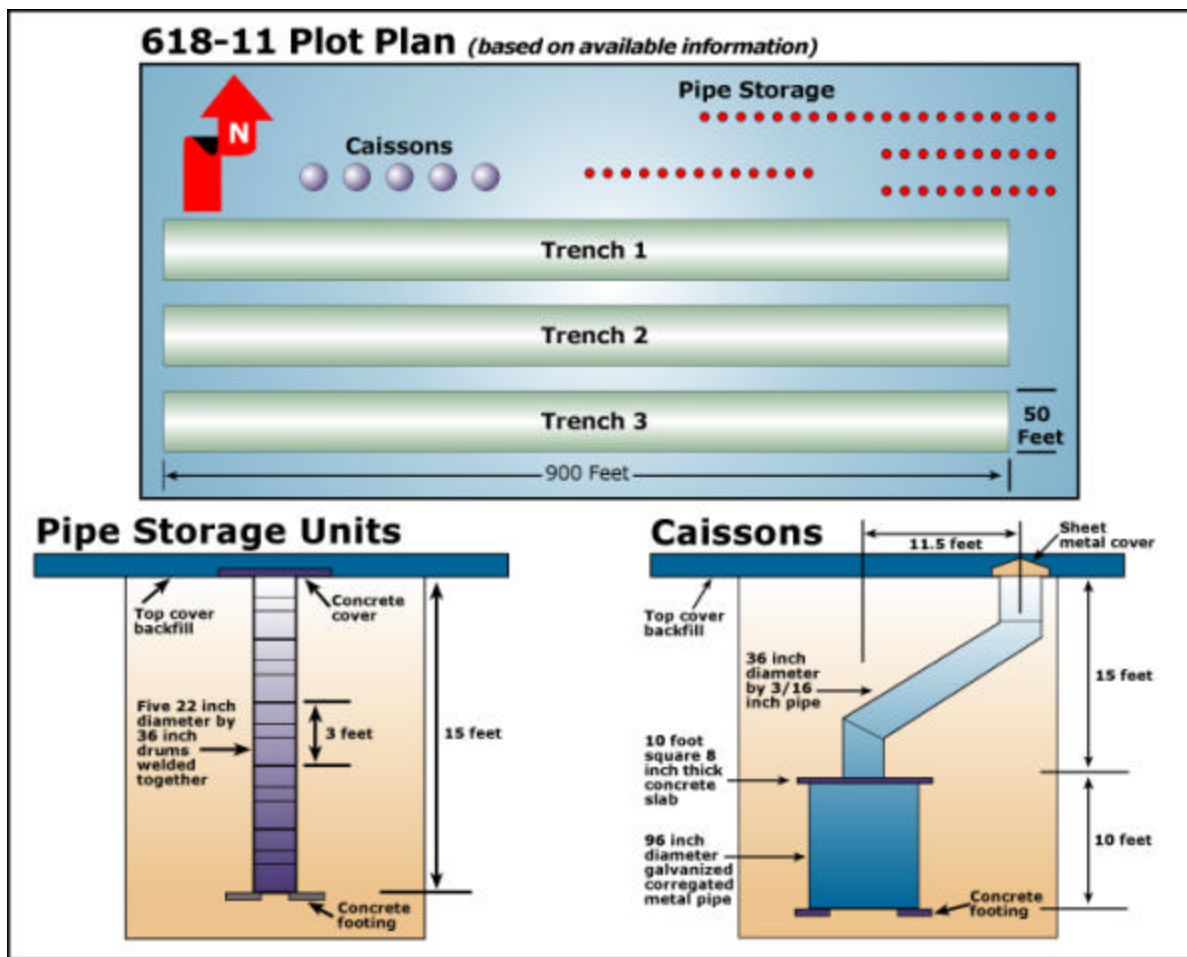 618-11 Plot Plan (based on available information)
Pipe Storage
N
Caissons
Trench 1
Trench 2
Trench 3
50
Feet
900 Feet
Pipe Storage Units
Top cover
backfill
Concrete
cover
Five 22 inch
diameter by
36 inch
drums
welded
together
3 feet
15 feet
Concrete
footing
Caissons
11.5 feet
Sheet
metal cover
Top cover
backfill
36 inch
diameter
by 3/16
inch pipe
15 feet
10 foot
square 8
inch thick
concrete
slab
96 inch
diameter
galvanized
corregated
metal pipe
10 feet
Concrete
footing